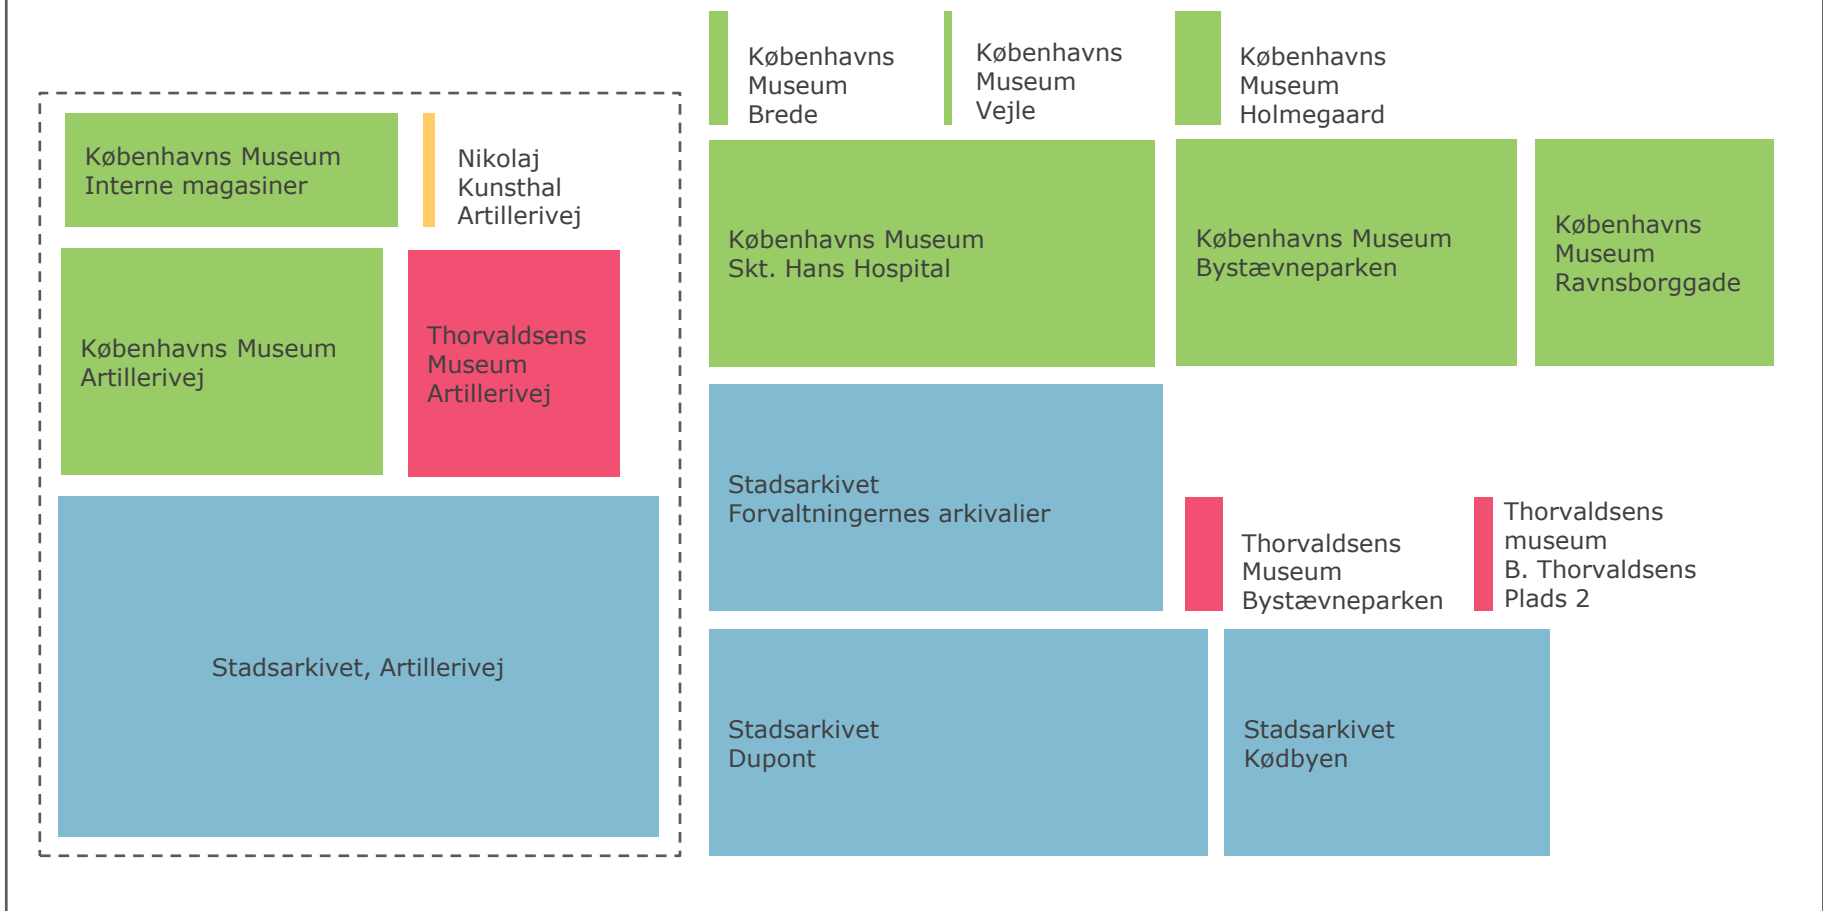 Københavns
Museum
Brede
Københavns
Museum
Vejle
Københavns
Museum
Holmegaard
Københavns Museum
Interne magasiner
Nikolaj
Kunsthal
Artillerivej
Københavns Museum
Skt. Hans Hospital
Københavns Museum
Bystævneparken
Københavns
Museum
Ravnsborggade
Københavns Museum
Artillerivej
Thorvaldsens
Museum
Artillerivej
Stadsarkivet
Forvaltningernes arkivalier
Thorvaldsens
Museum
Bystævneparken
Thorvaldsens
museum
B. Thorvaldsens
Plads 2
Stadsarkivet, Artillerivej
Stadsarkivet
Dupont
Stadsarkivet
Kødbyen